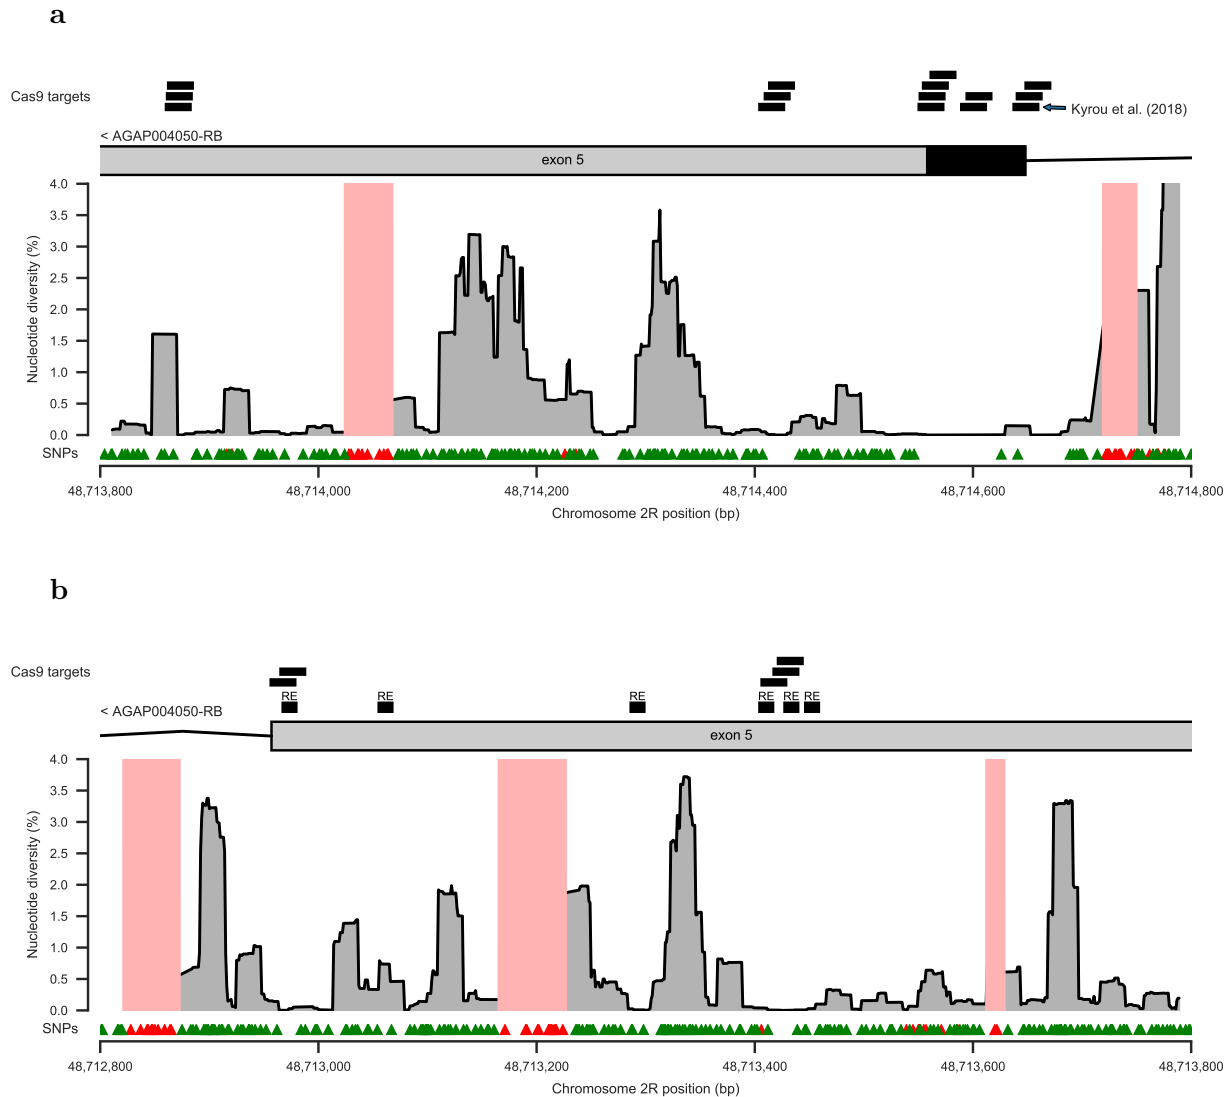 a
Cas9 targets
Kyrou et al. (2018)
< AGAP004050-RB
exon 5
Nucleotide diversity (%)
4.0
3.5
3.0
2.5
2.0
1.5
1.0
0.5
0.0
SNPs
48,713,800 48,714,000 48,714,200 48,714,400 48,714,600 48,714,800
Chromosome 2R position (bp)
b
Cas9 targets
RE RE RE RE RE RE
< AGAP004050-RB
exon 5
Nucleotide diversity (%)
4.0
3.5
3.0
2.5
2.0
1.5
1.0
0.5
0.0
SNPs
48,712,800 48,713,000 48,713,200 48,713,400 48,713,600 48,713,800
Chromosome 2R position (bp)